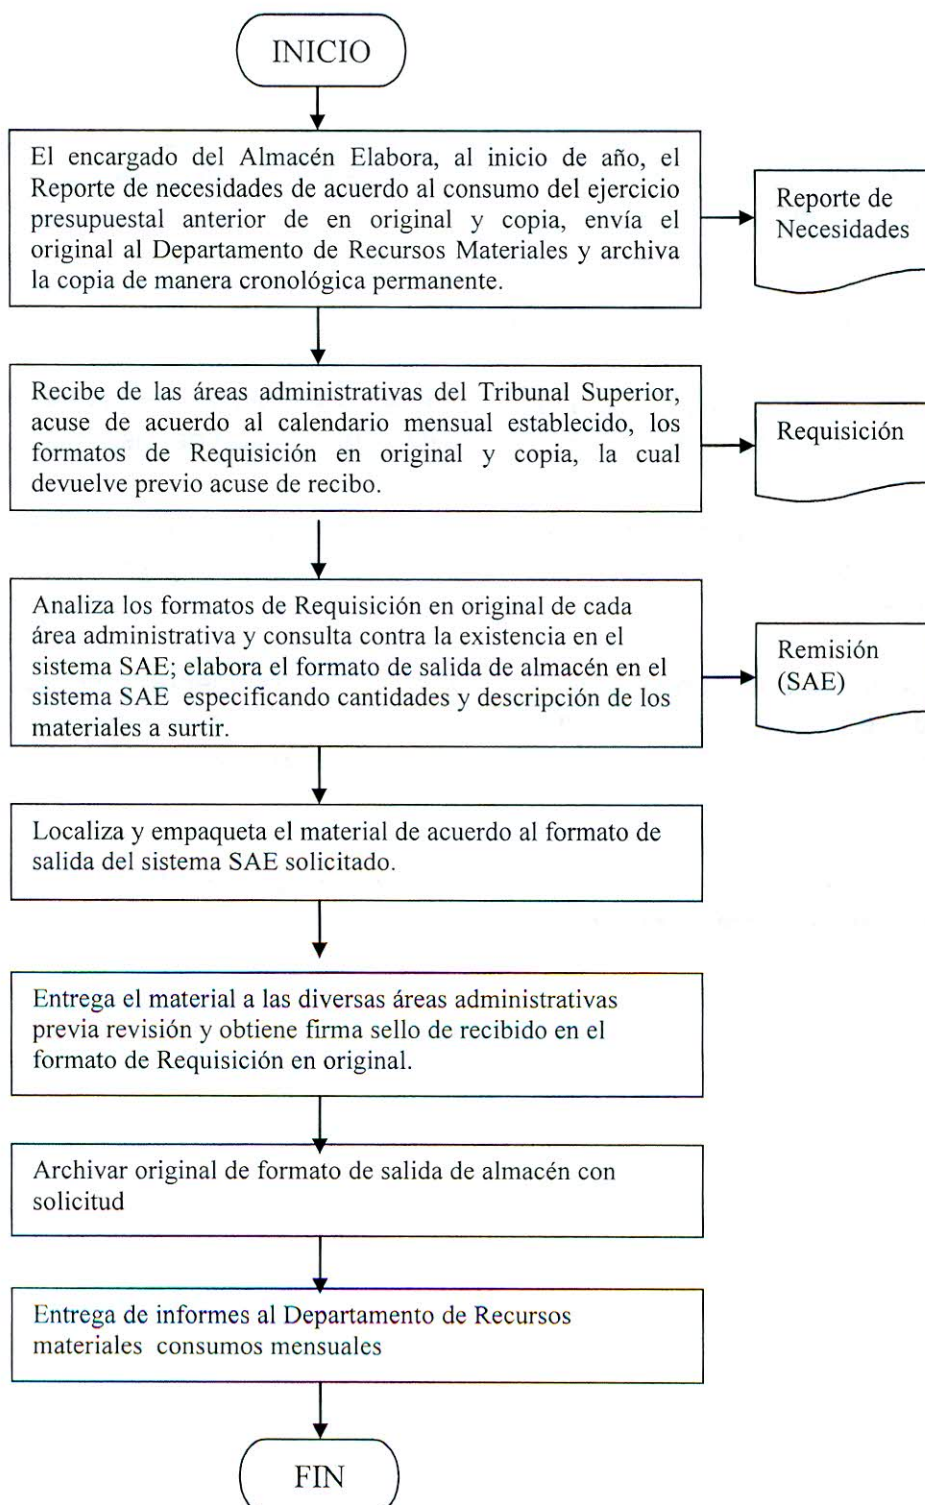 INICIO
El encargado del Almacén Elabora, al inicio de año, el
Reporte de necesidades de acuerdo al consumo del ejercicio
presupuestal anterior de en original y copia, envía el
original al Departamento de Recursos Materiales y archiva
la copia de manera cronológica permanente.
Reporte de
Necesidades
Recibe de las áreas administrativas del Tribunal Superior,
acuse de acuerdo al calendario mensual establecido, los
formatos de Requisición en original y copia, la cual
devuelve previo acuse de recibo.
Requisición
Analiza los formatos de Requisición en original de cada
área administrativa y consulta contra la existencia en el
sistema SAE; elabora el formato de salida de almacén en el
sistema SAE especificando cantidades y descripción de los
materiales a surtir.
Remisión
(SAE)
Localiza y empaqueta el material de acuerdo al formato de
salida del sistema SAE solicitado.
Entrega el material a las diversas áreas administrativas
previa revisión y obtiene firma sello de recibido en el
formato de Requisición en original.
Archivar original de formato de salida de almacén con
solicitud
Entrega de informes al Departamento de Recursos
materiales consumos mensuales
FIN